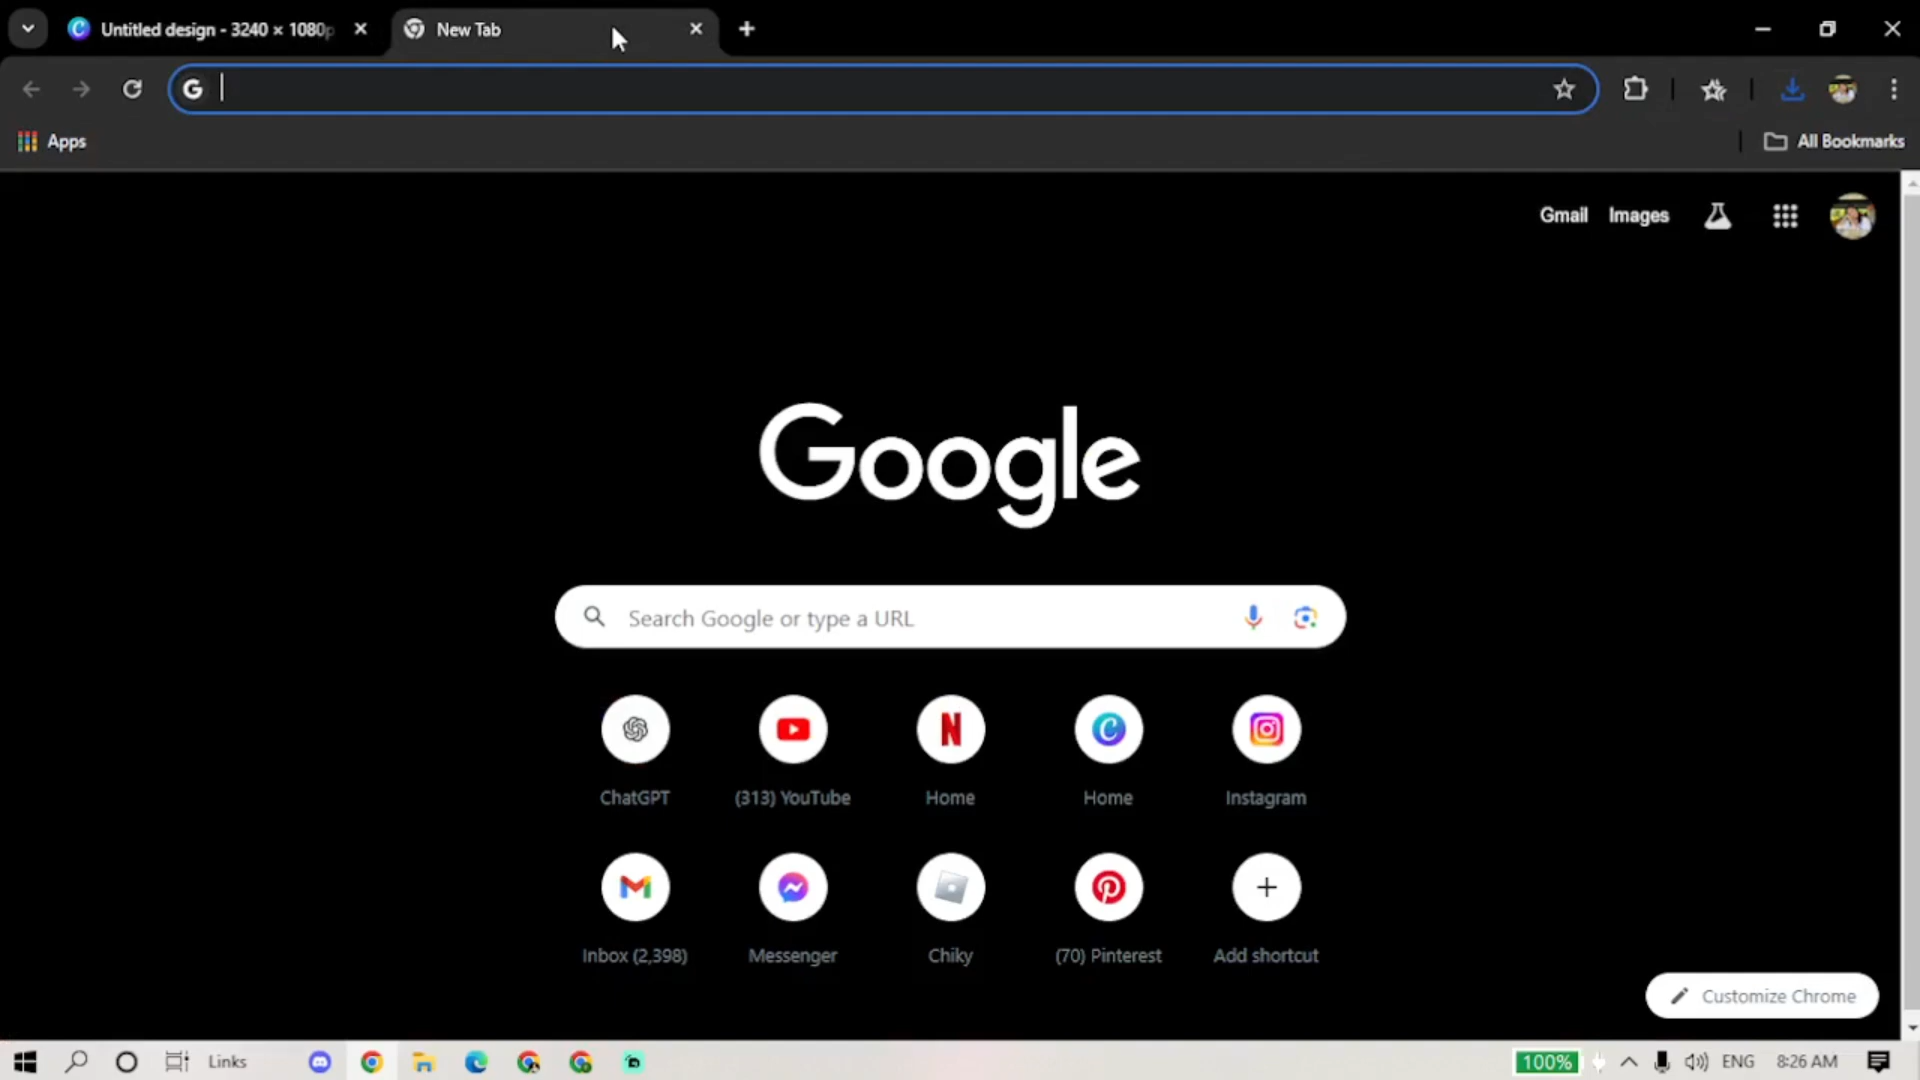 Untitled design - 3240 × 1080p
New Tab
Apps
All Bookmarks
Gmail Images
Google
Search Google or type a URL
ChatGPT
(313) YouTube
Home
Home
Instagram
Inbox (2,398)
Messenger
Chiky
(70) Pinterest
Add shortcut
Customize Chrome
Links
100%
ENG
8:26 AM